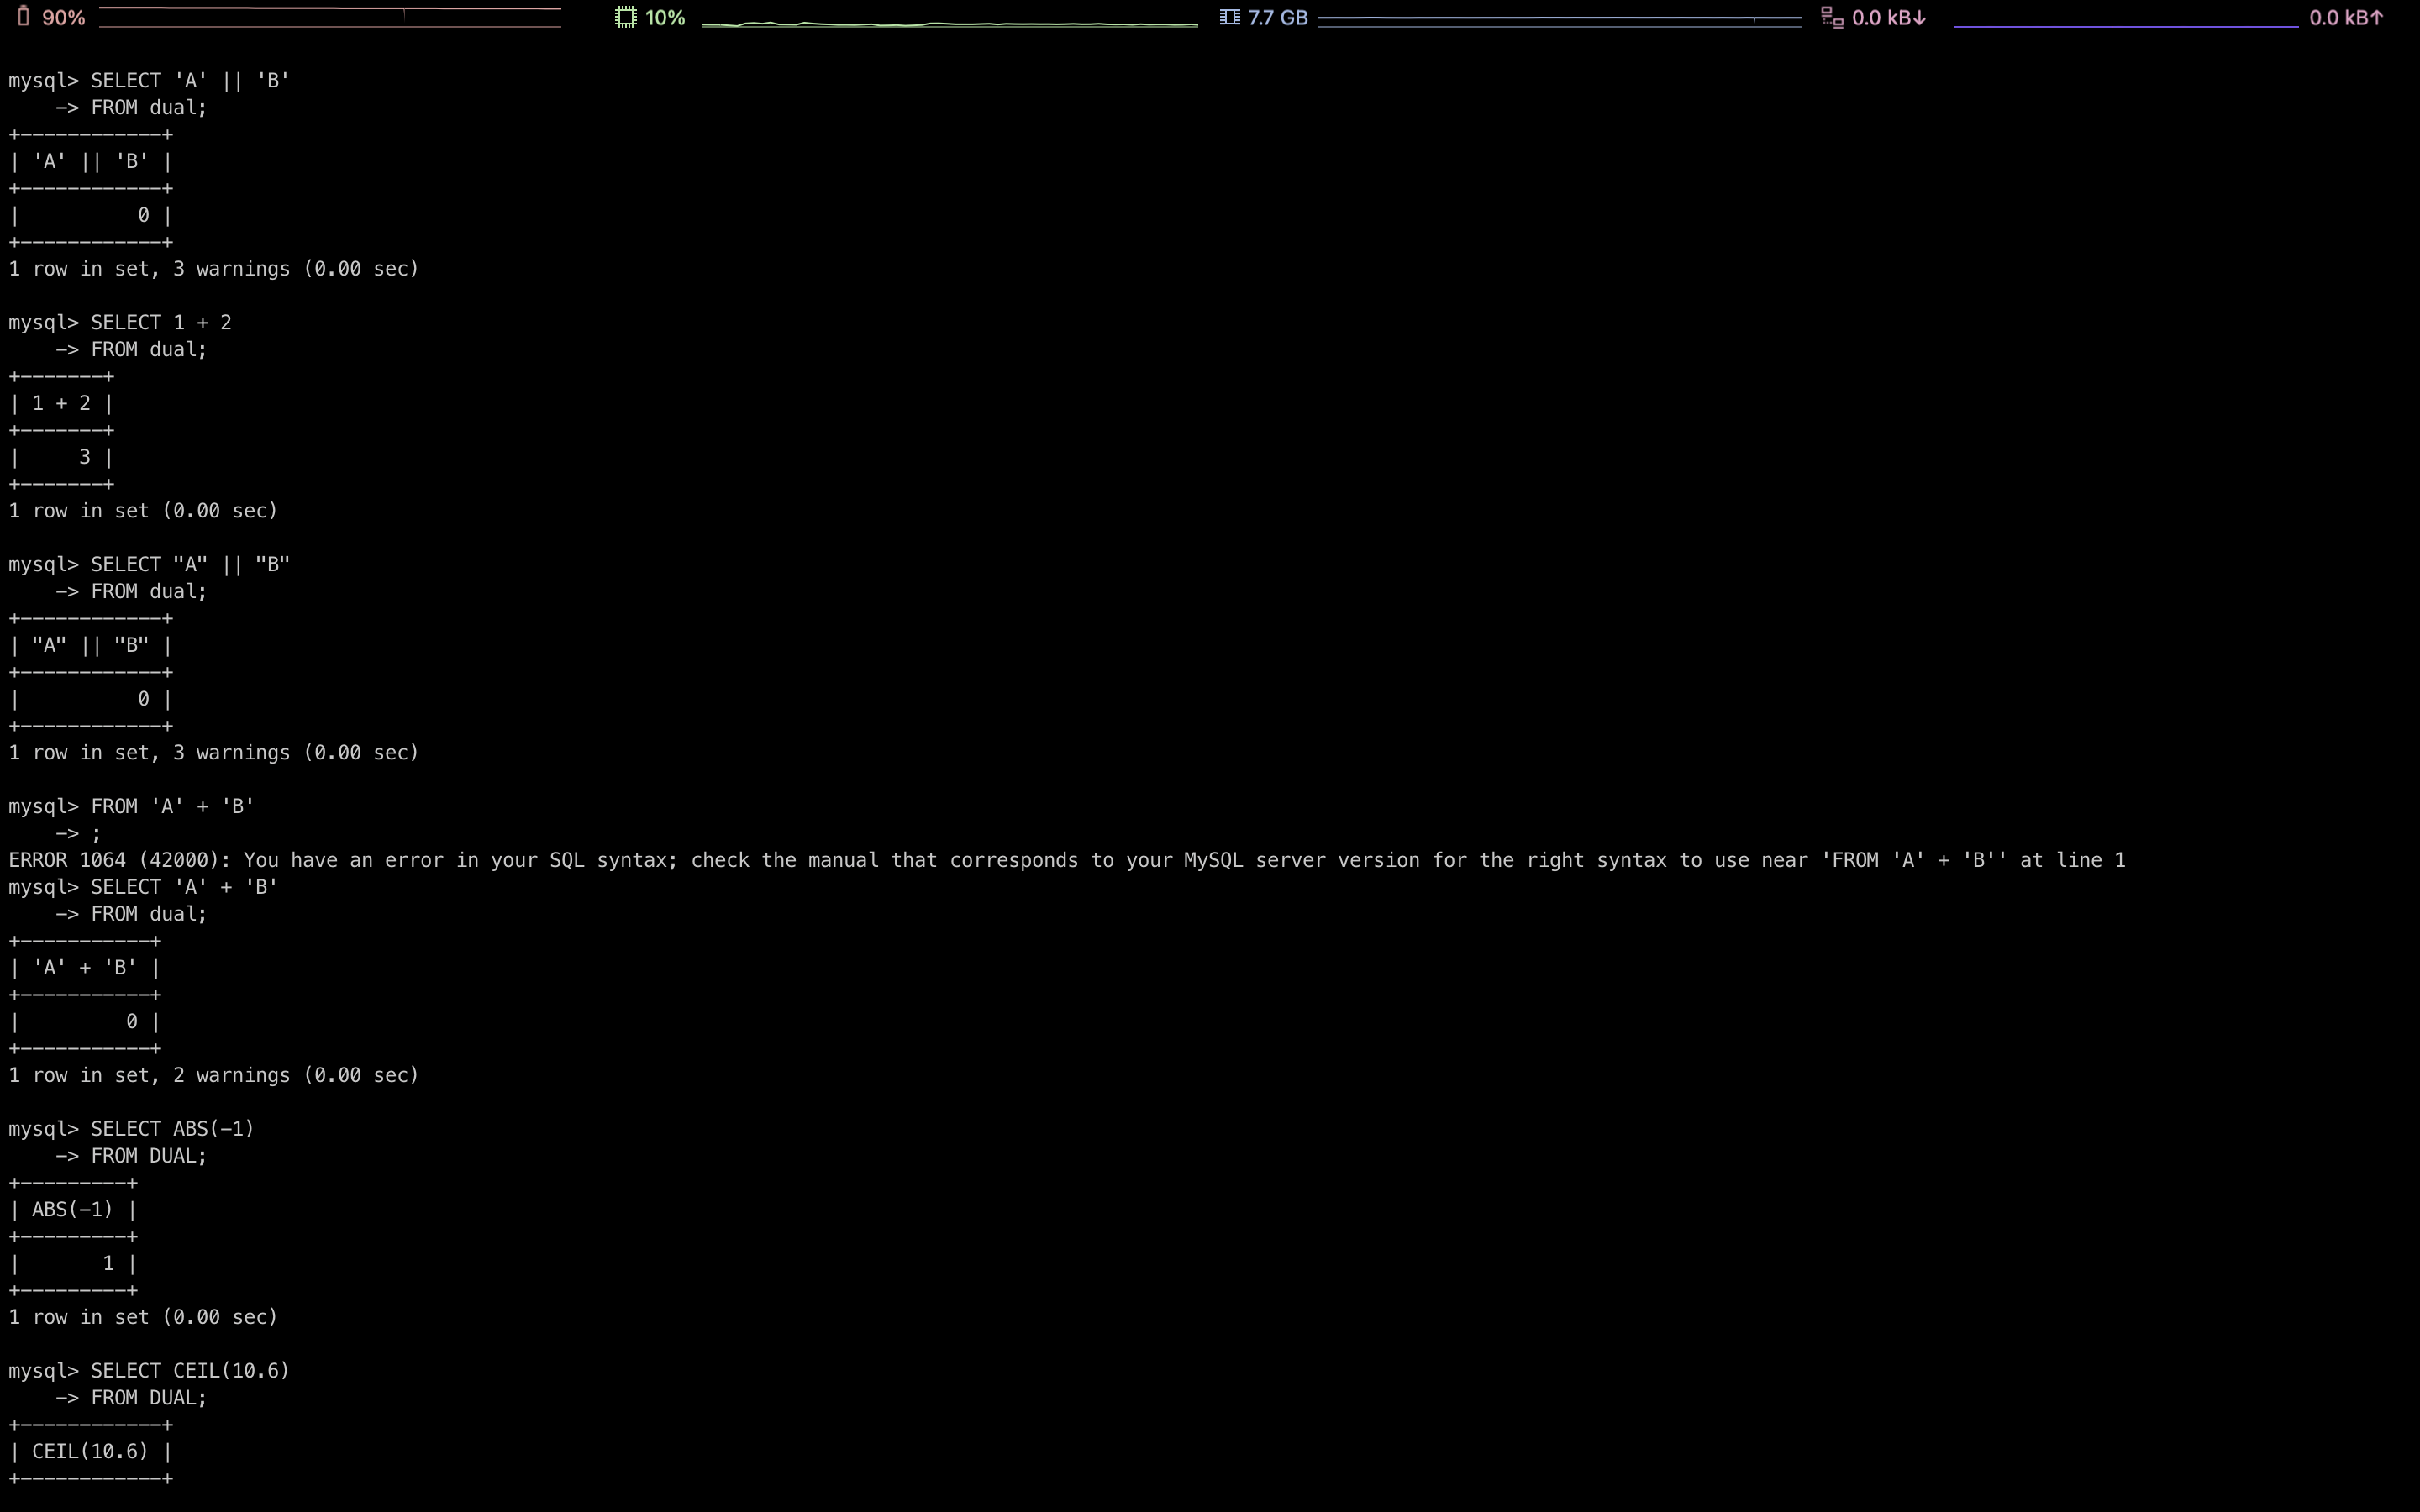 90% 10% 7.7 GB 0.0 kB↓ 0.0 kB↑
mysql> SELECT 'A' || 'B'
    -> FROM dual;
+------------+
| 'A' || 'B' |
+------------+
|          0 |
+------------+
1 row in set, 3 warnings (0.00 sec)

mysql> SELECT 1 + 2
    -> FROM dual;
+-------+
| 1 + 2 |
+-------+
|     3 |
+-------+
1 row in set (0.00 sec)

mysql> SELECT "A" || "B"
    -> FROM dual;
+------------+
| "A" || "B" |
+------------+
|          0 |
+------------+
1 row in set, 3 warnings (0.00 sec)

mysql> FROM 'A' + 'B'
    -> ;
ERROR 1064 (42000): You have an error in your SQL syntax; check the manual that corresponds to your MySQL server version for the right syntax to use near 'FROM 'A' + 'B'' at line 1
mysql> SELECT 'A' + 'B'
    -> FROM dual;
+-----------+
| 'A' + 'B' |
+-----------+
|         0 |
+-----------+
1 row in set, 2 warnings (0.00 sec)

mysql> SELECT ABS(-1)
    -> FROM DUAL;
+---------+
| ABS(-1) |
+---------+
|       1 |
+---------+
1 row in set (0.00 sec)

mysql> SELECT CEIL(10.6)
    -> FROM DUAL;
+------------+
| CEIL(10.6) |
+------------+